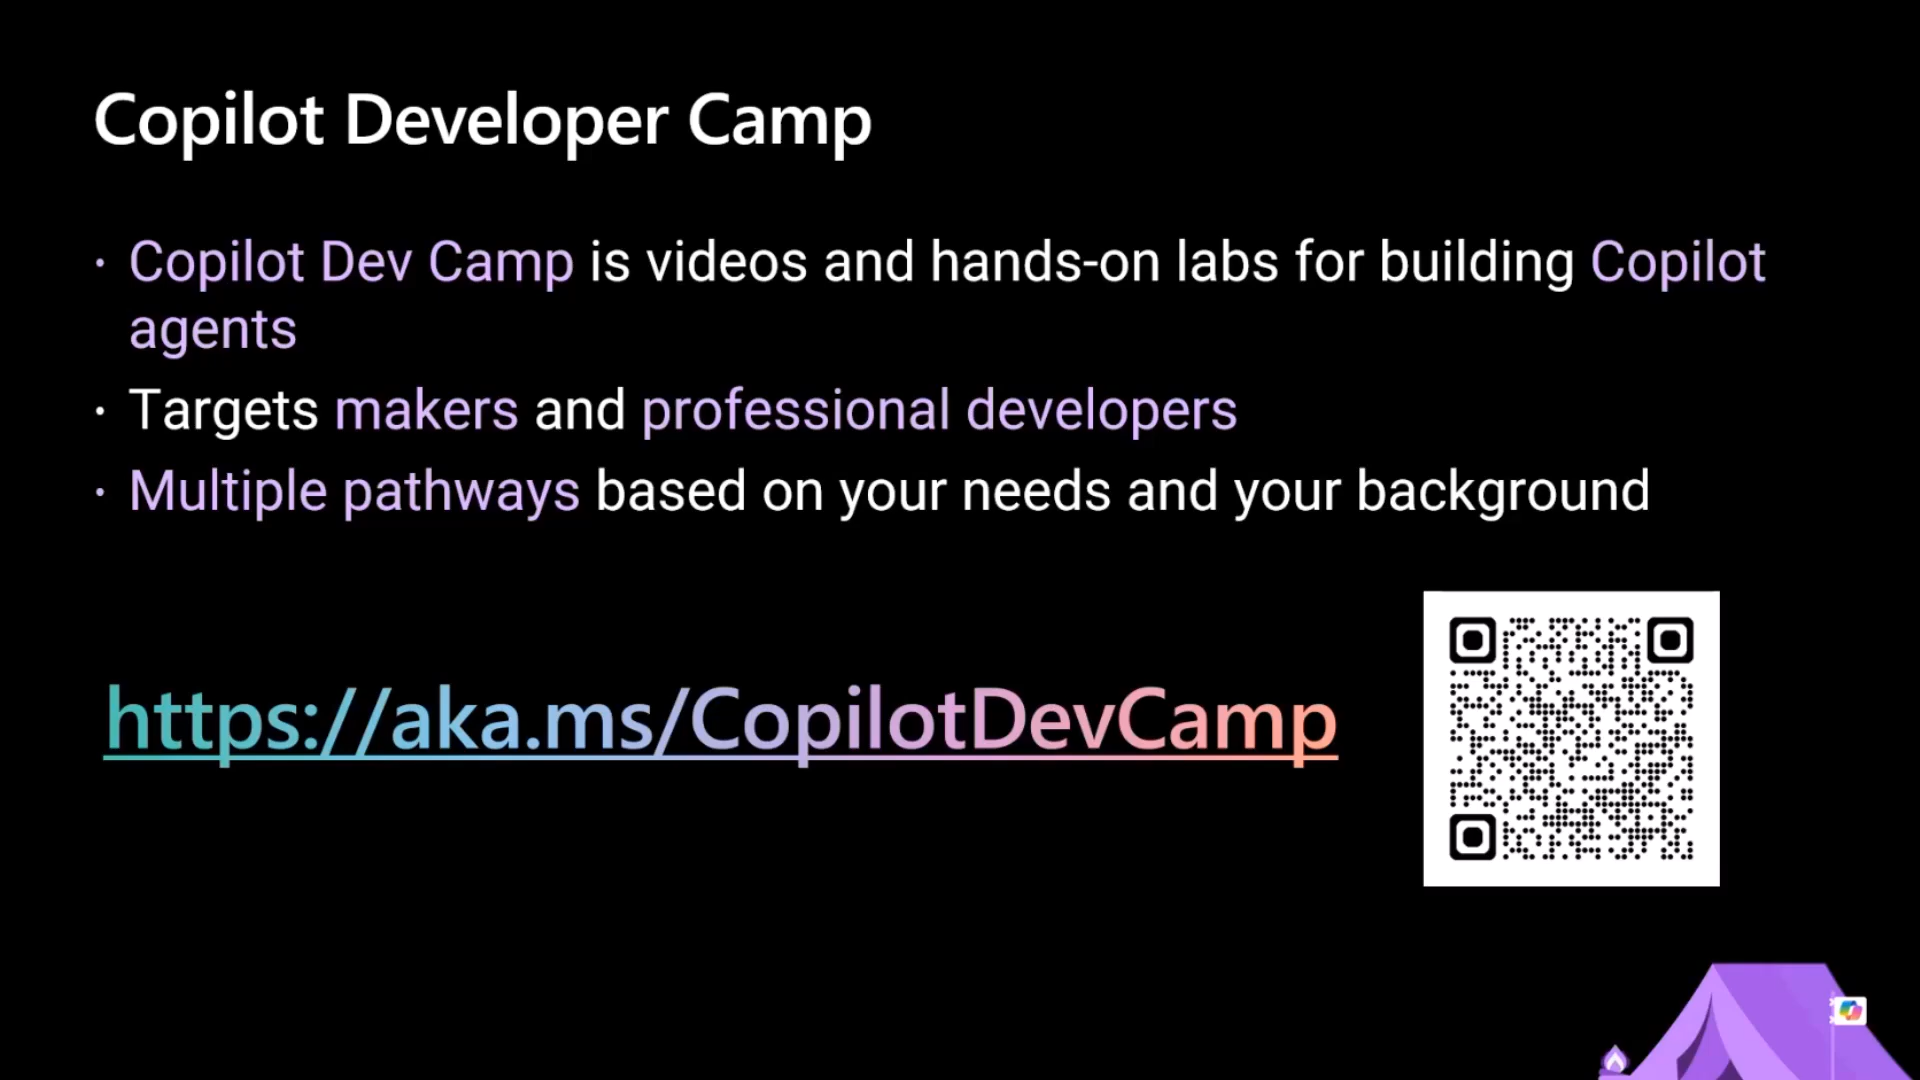 Copilot Developer Camp
· Copilot Dev Camp is videos and hands-on labs for building Copilot
agents
· Targets makers and professional developers
· Multiple pathways based on your needs and your background
https://aka.ms/CopilotDevCamp